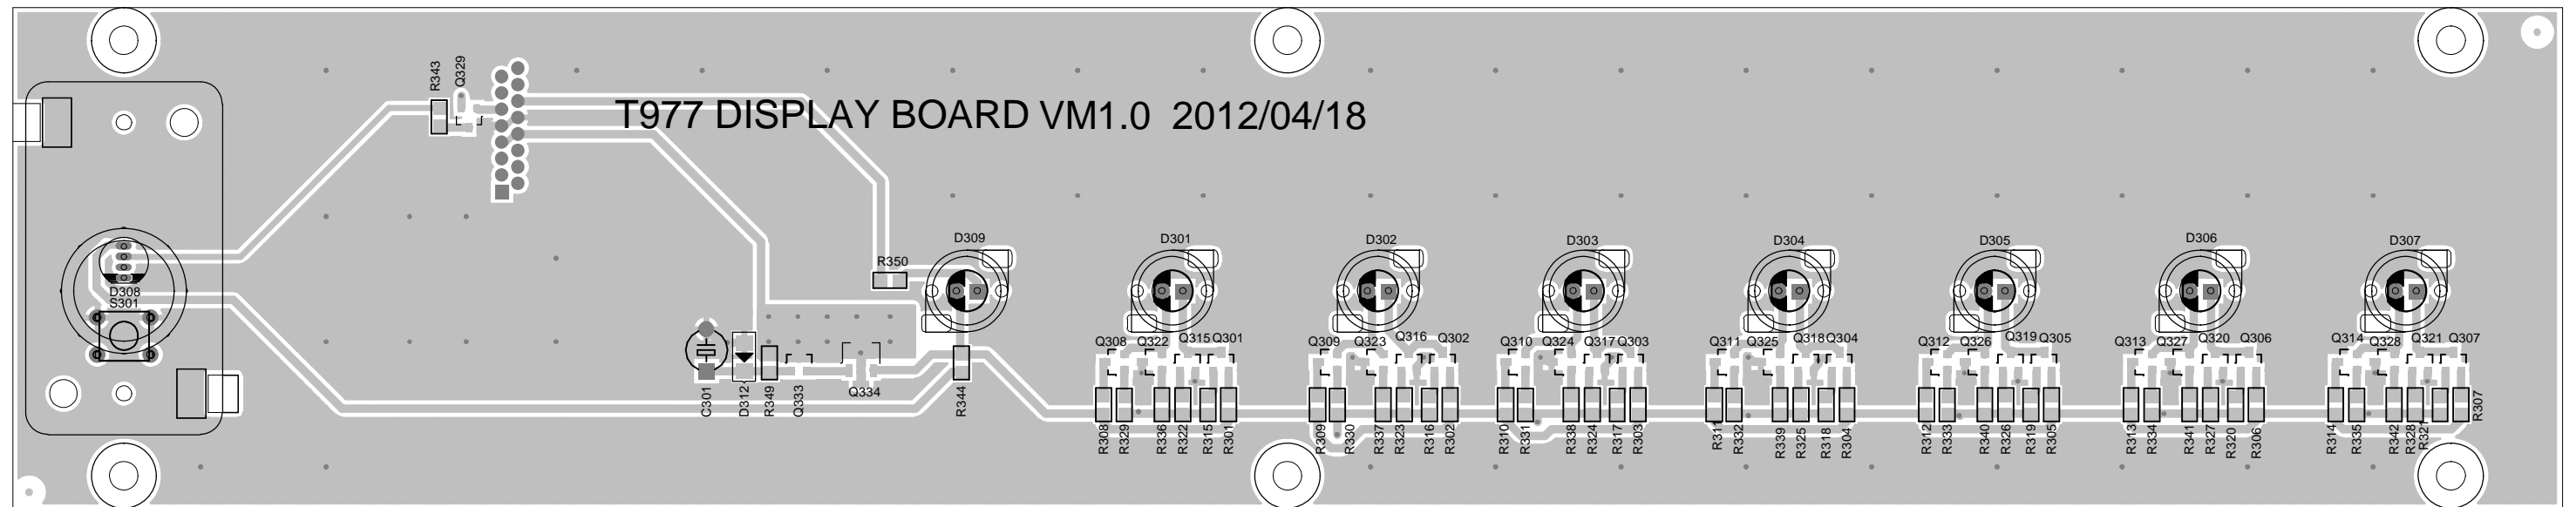 R343
Q329
T977 DISPLAY BOARD VM1.0 2012/04/18
D309
D301
D302
D303
D304
D305
D306
D307
R350
D308
S301
Q308 Q322 Q315 Q301
Q309 Q323 Q316 Q302
Q310 Q324 Q317 Q303
Q311 Q325 Q318 Q304
Q312 Q326 Q319 Q305
Q313 Q327 Q320 Q306
Q314 Q328 Q321 Q307
C301
D312
R349
Q333
Q334
R344
R308 R329 R336 R322 R315 R301
R309 R330 R337 R323 R316 R302
R310 R331 R338 R324 R317 R303
R311 R332 R339 R325 R318 R304
R312 R333 R340 R326 R319 R305
R313 R334 R341 R327 R320 R306
R314 R335 R342 R328 R321 R307